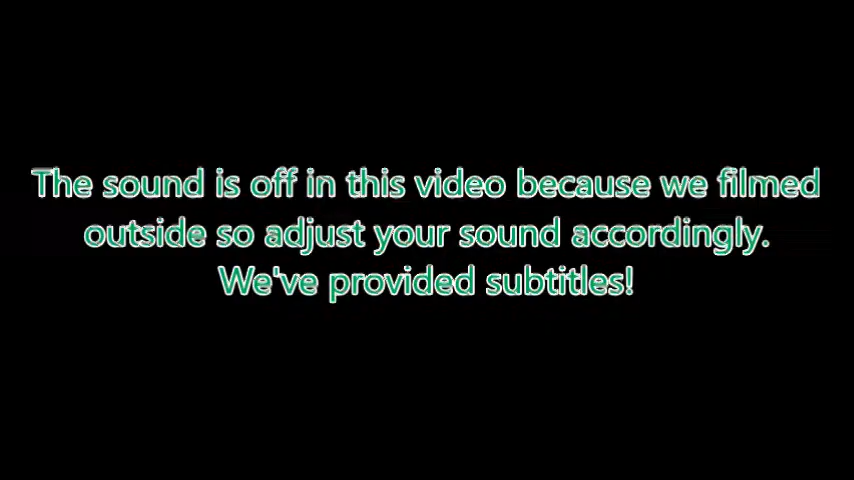 The sound is off in this video because we filmed
outside so adjust your sound accordingly.
We've provided subtitles!